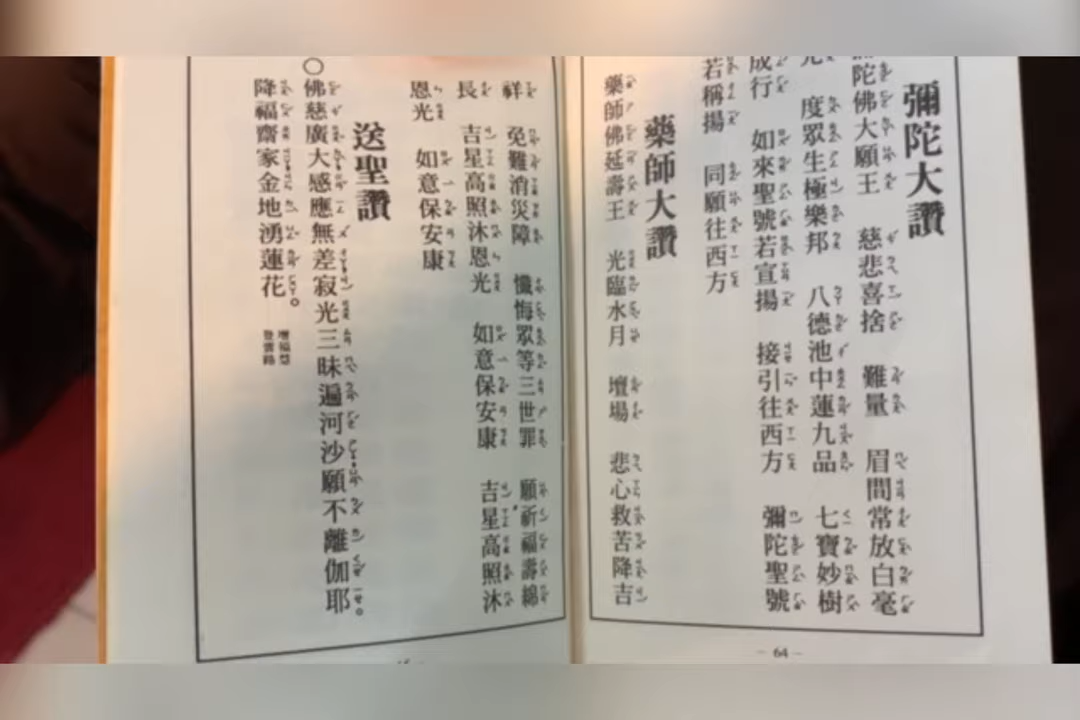 彌陀大讚
陀佛大願王　慈悲喜捨　難量　眉間常放白毫
度眾生極樂邦　八德池中蓮九品　七寶妙樹
成行　如來聖號若宣揚　接引往西方　彌陀聖號
若稱揚　同願往西方
藥師大讚
藥師佛延壽王　光臨水月　壇場　悲心救苦降吉
祥　免難消災障　懺悔眾等三世罪　願祈福壽綿
長　吉星高照沐恩光　如意保安康　吉星高照沐
恩光　如意保安康
送聖讚
○佛慈廣大感應無差寂光三昧遍河沙願不離伽耶。
降福齋家金地湧蓮花。
增福慧
登雲路
— 64 —